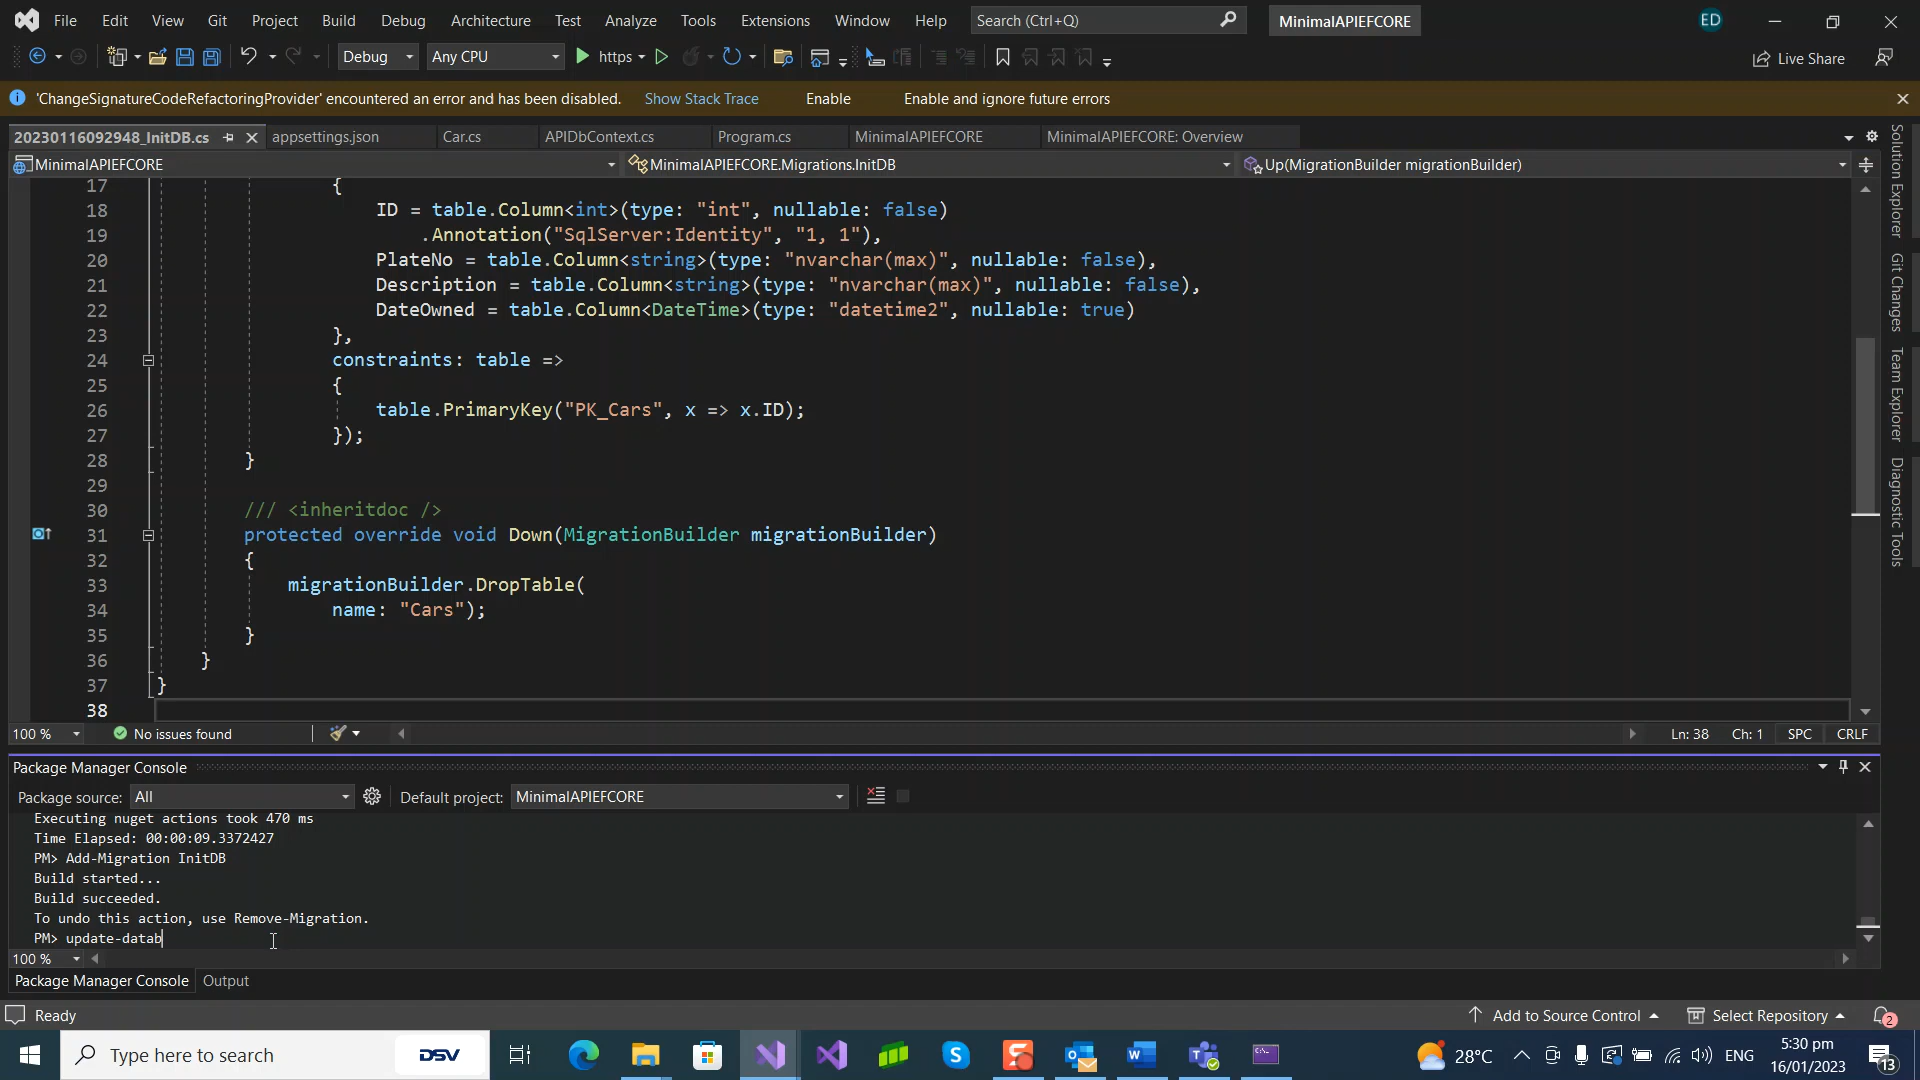 File Edit View Git Project Build Debug Architecture Test Analyze Tools Extensions Window Help Search (Ctrl+Q) MinimalAPIEFCORE ED
Debug Any CPU https Live Share
'ChangeSignatureCodeRefactoringProvider' encountered an error and has been disabled. Show Stack Trace Enable Enable and ignore future errors
20230116092948_InitDB.cs appsettings.json Car.cs APIDbContext.cs Program.cs MinimalAPIEFCORE MinimalAPIEFCORE: Overview
MinimalAPIEFCORE MinimalAPIEFCORE.Migrations.InitDB Up(MigrationBuilder migrationBuilder)
17 {
18 ID = table.Column<int>(type: "int", nullable: false)
19 .Annotation("SqlServer:Identity", "1, 1"),
20 PlateNo = table.Column<string>(type: "nvarchar(max)", nullable: false),
21 Description = table.Column<string>(type: "nvarchar(max)", nullable: false),
22 DateOwned = table.Column<DateTime>(type: "datetime2", nullable: true)
23 },
24 constraints: table =>
25 {
26 table.PrimaryKey("PK_Cars", x => x.ID);
27 });
28 }
29
30 /// <inheritdoc />
31 protected override void Down(MigrationBuilder migrationBuilder)
32 {
33 migrationBuilder.DropTable(
34 name: "Cars");
35 }
36 }
37 }
38
100 % No issues found Ln: 38 Ch: 1 SPC CRLF
Package Manager Console
Package source: All Default project: MinimalAPIEFCORE
Executing nuget actions took 470 ms
Time Elapsed: 00:00:09.3372427
PM> Add-Migration InitDB
Build started...
Build succeeded.
To undo this action, use Remove-Migration.
PM> update-datab
100 %
Package Manager Console Output
Ready Add to Source Control Select Repository 2
Solution Explorer
Git Changes
Team Explorer
Diagnostic Tools
Type here to search DSV 28°C ENG 5:30 pm
16/01/2023 13